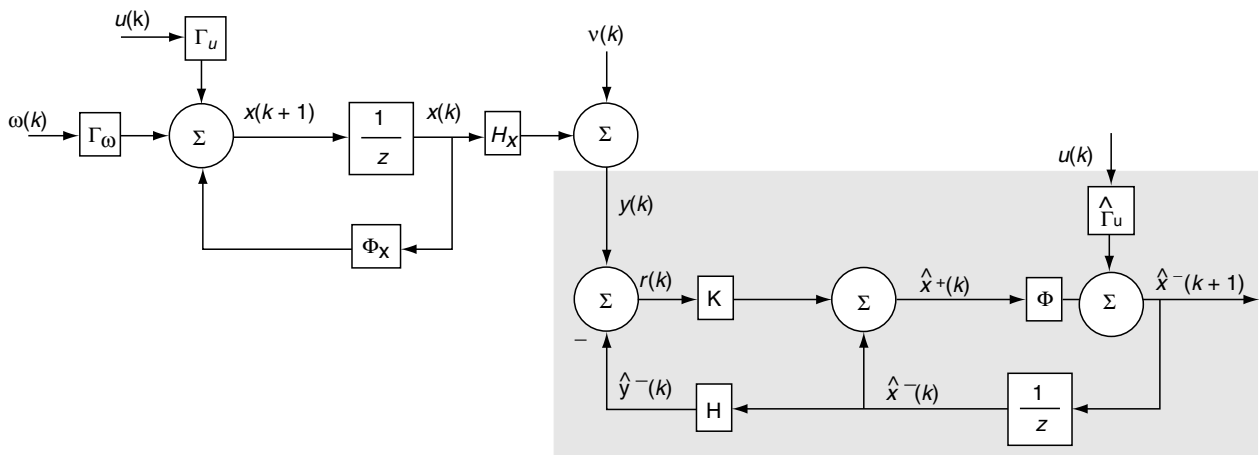 u(k)
Γu
ν(k)
ω(k)
Γω
Σ
x(k + 1)
1
z
x(k)
Hx
Σ
Φx
y(k)
u(k)
Γ̂u
Σ
r(k)
K
Σ
x̂⁺(k)
Φ
Σ
x̂⁻(k + 1)
–
ŷ⁻(k)
H
x̂⁻(k)
1
z